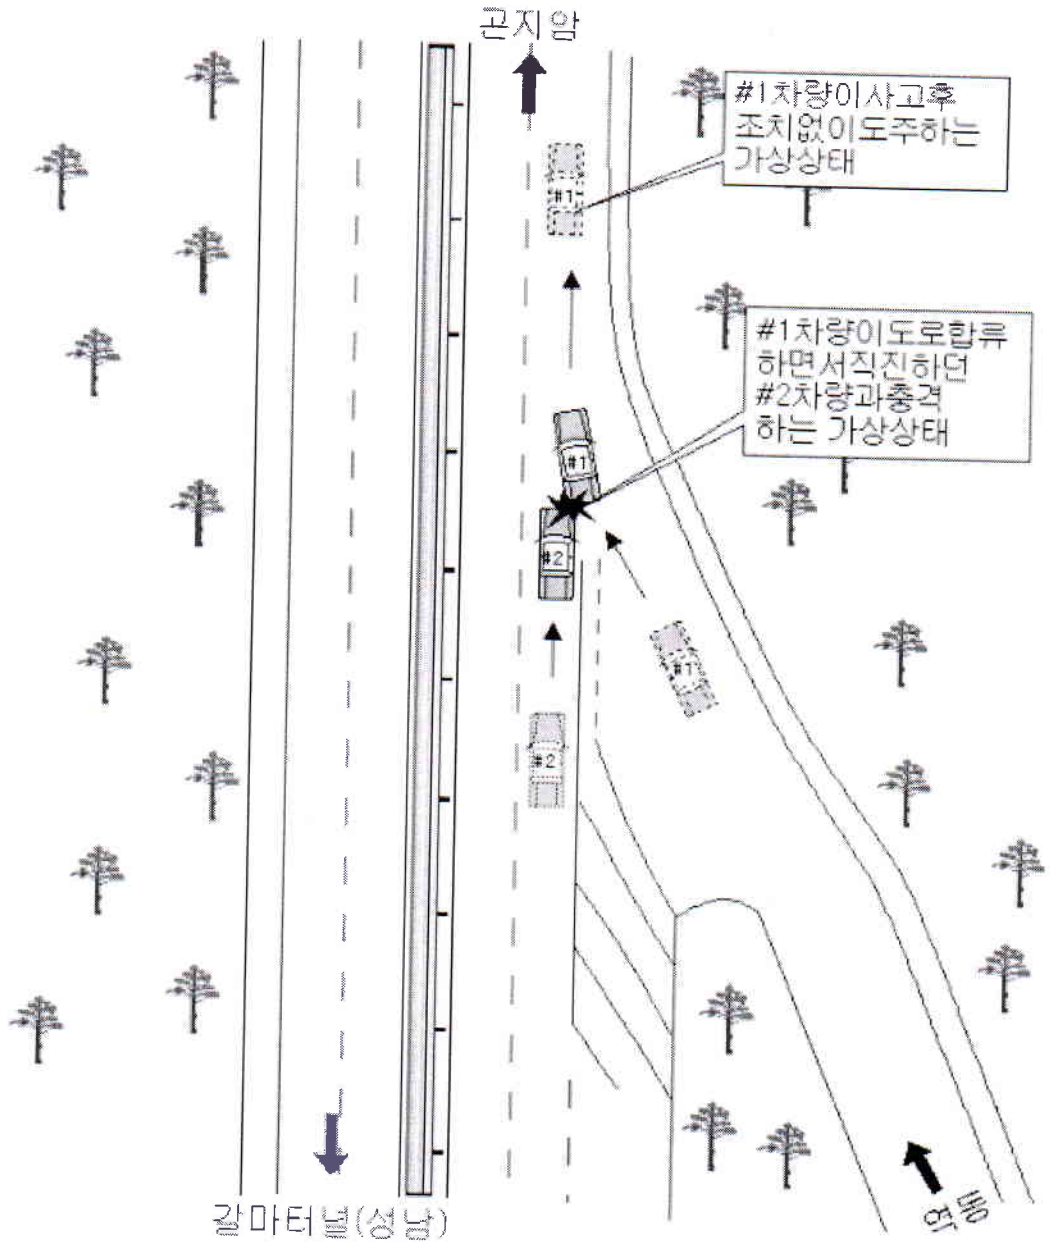 곤지암
#1차량이사고후
조치없이도주하는
가상상태
#1
#1차량이도로합류
하면서직진하던
#2차량과충격
하는 가상상태
#1
#2
#1
#2
갈마터널(성남)